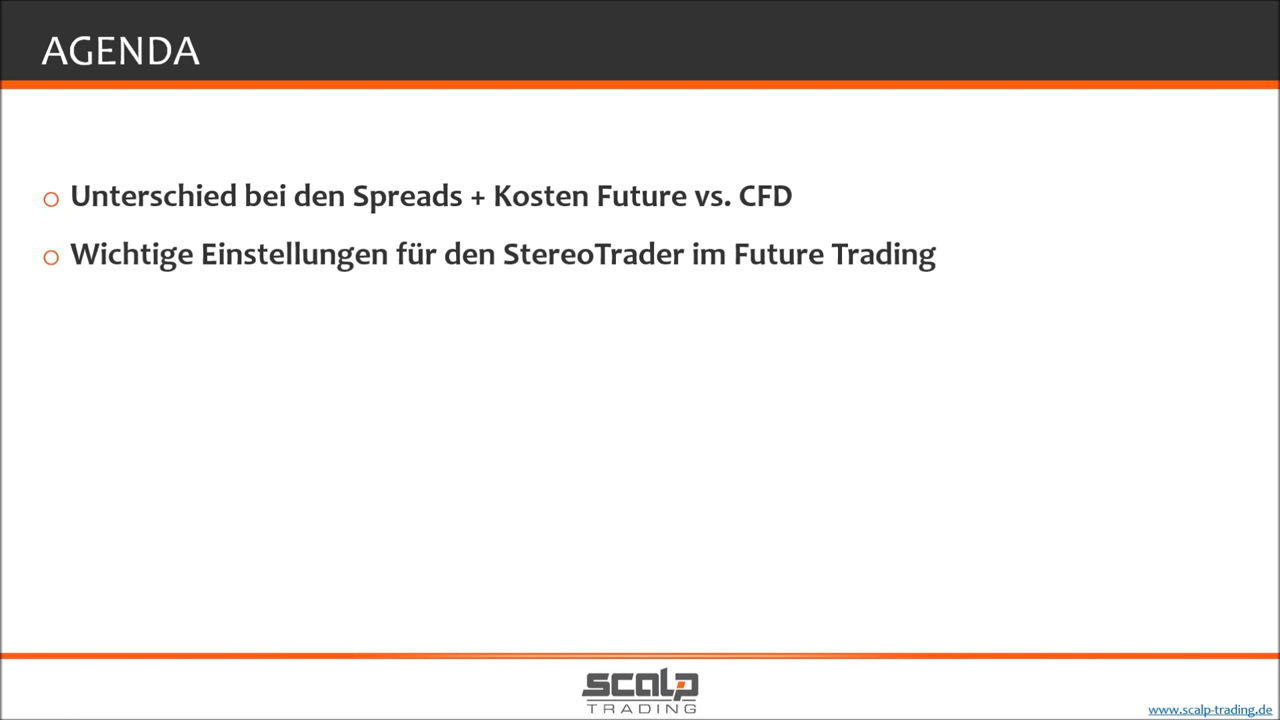 AGENDA
o Unterschied bei den Spreads + Kosten Future vs. CFD
o Wichtige Einstellungen für den StereoTrader im Future Trading
scalp
TRADING
www.scalp-trading.de